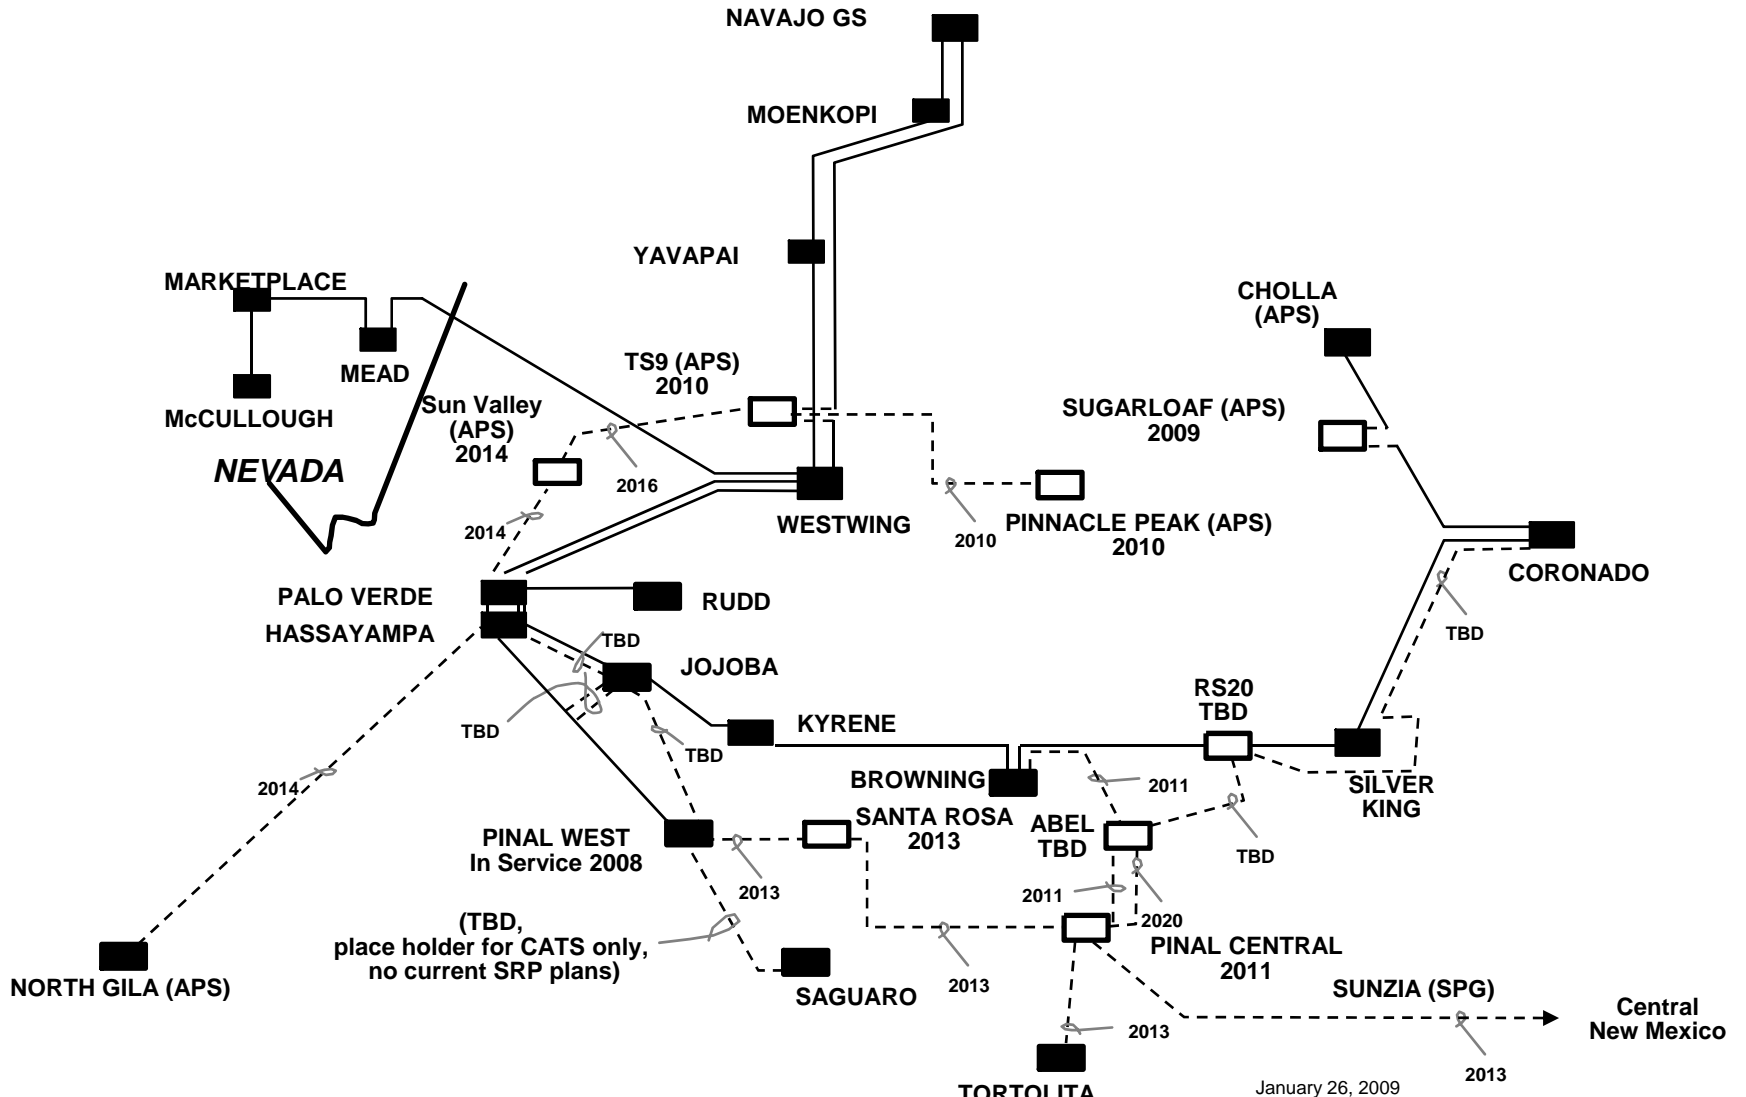 NAVAJO GS
MOENKOPI
YAVAPAI
MARKETPLACE
MEAD
McCULLOUGH
NEVADA
CHOLLA
(APS)
TS9 (APS)
2010
Sun Valley
(APS)
2014
2016
2014
SUGARLOAF (APS)
2009
WESTWING
2010
PINNACLE PEAK (APS)
2010
CORONADO
TBD
PALO VERDE
HASSAYAMPA
RUDD
TBD
JOJOBA
TBD
TBD
KYRENE
RS20
TBD
2014
BROWNING
2011
SILVER
KING
SANTA ROSA
2013
ABEL
TBD
TBD
PINAL WEST
In Service 2008
2013
2011
2020
(TBD,
place holder for CATS only,
no current SRP plans)
PINAL CENTRAL
2011
2013
NORTH GILA (APS)
SAGUARO
SUNZIA (SPG)
Central
New Mexico
2013
2013
TORTOLITA
January 26, 2009